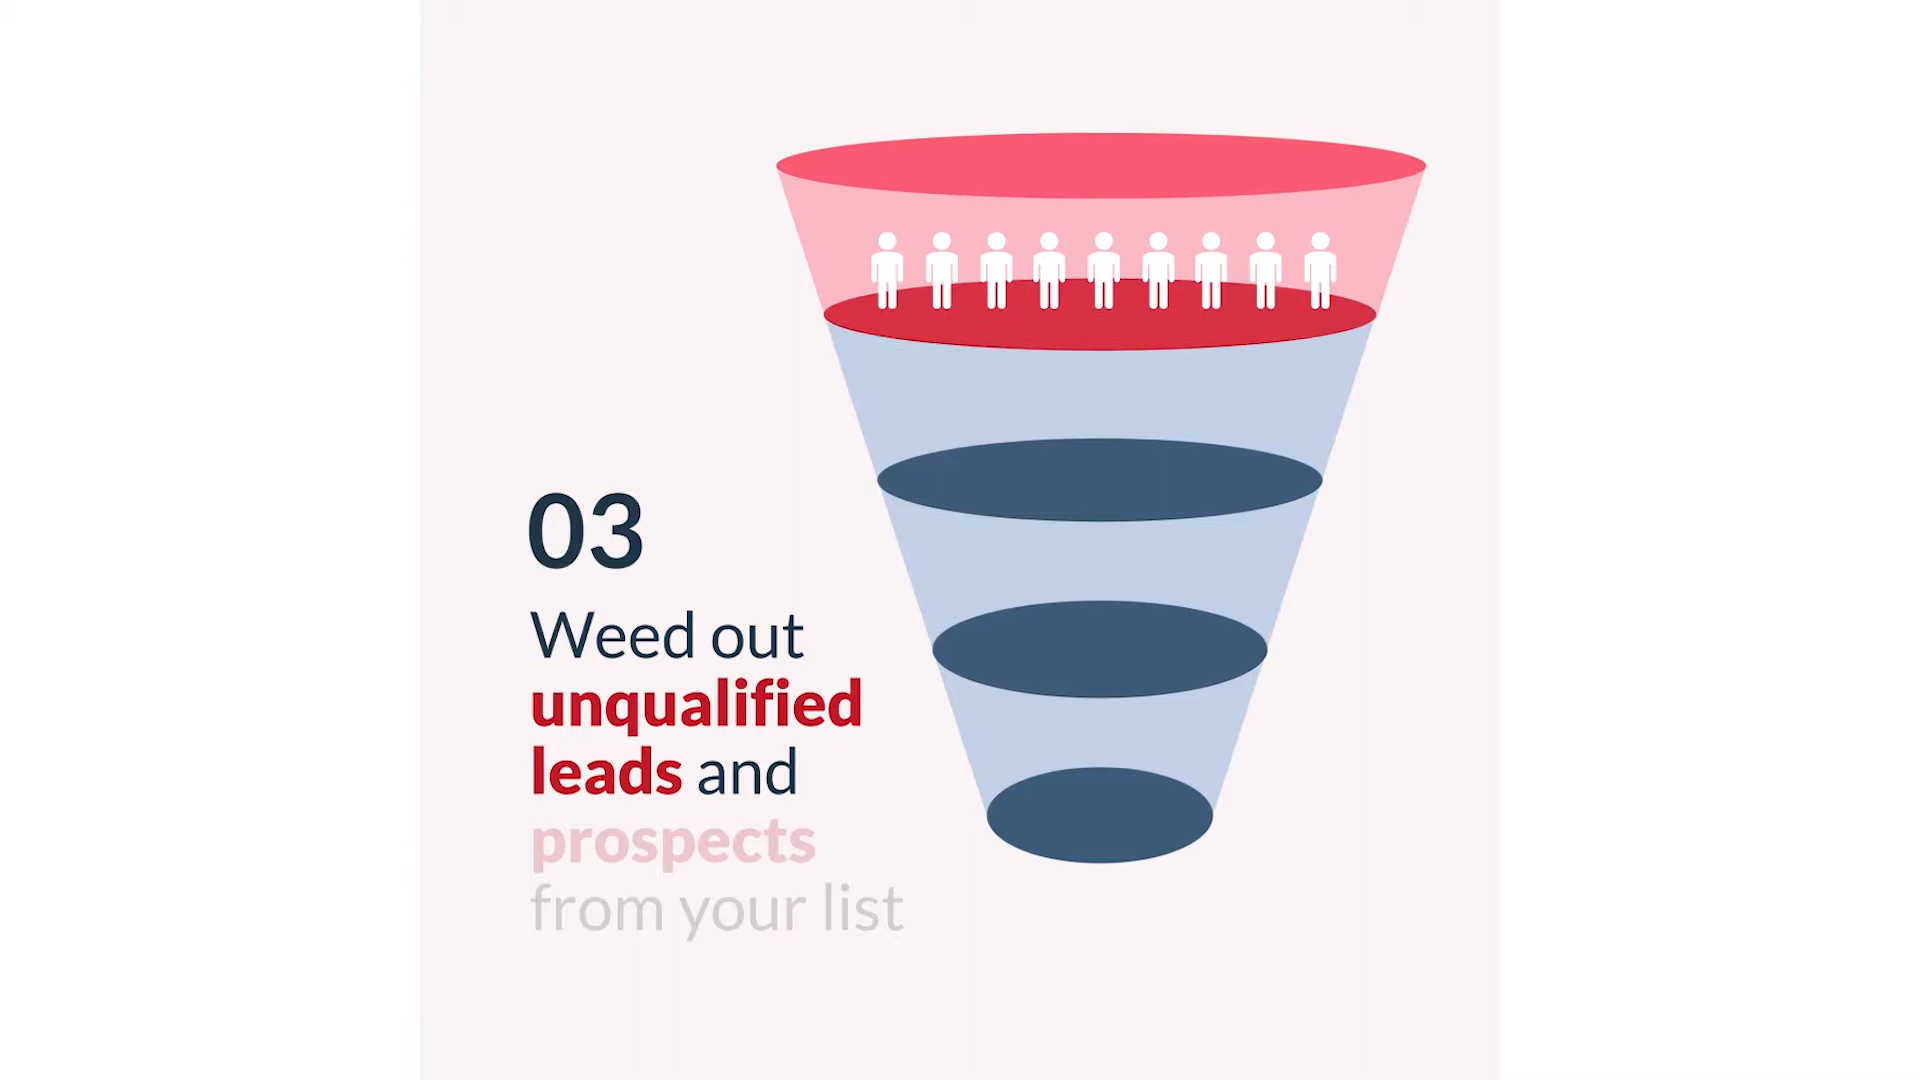 03
Weed out
unqualified
leads and
prospects
from your list